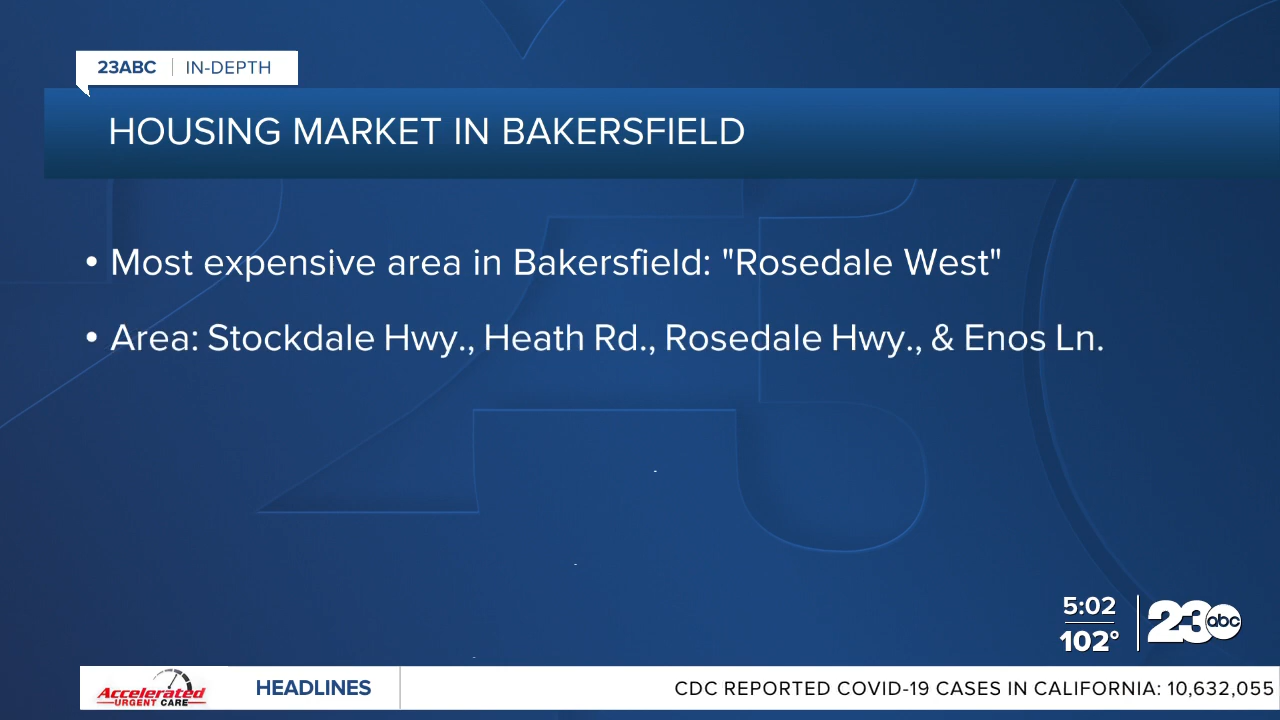 23ABC | IN-DEPTH
HOUSING MARKET IN BAKERSFIELD
• Most expensive area in Bakersfield: "Rosedale West"
• Area: Stockdale Hwy., Heath Rd., Rosedale Hwy., & Enos Ln.
5:02
102°
23 abc
Accelerated
URGENT CARE
HEADLINES
CDC REPORTED COVID-19 CASES IN CALIFORNIA: 10,632,055